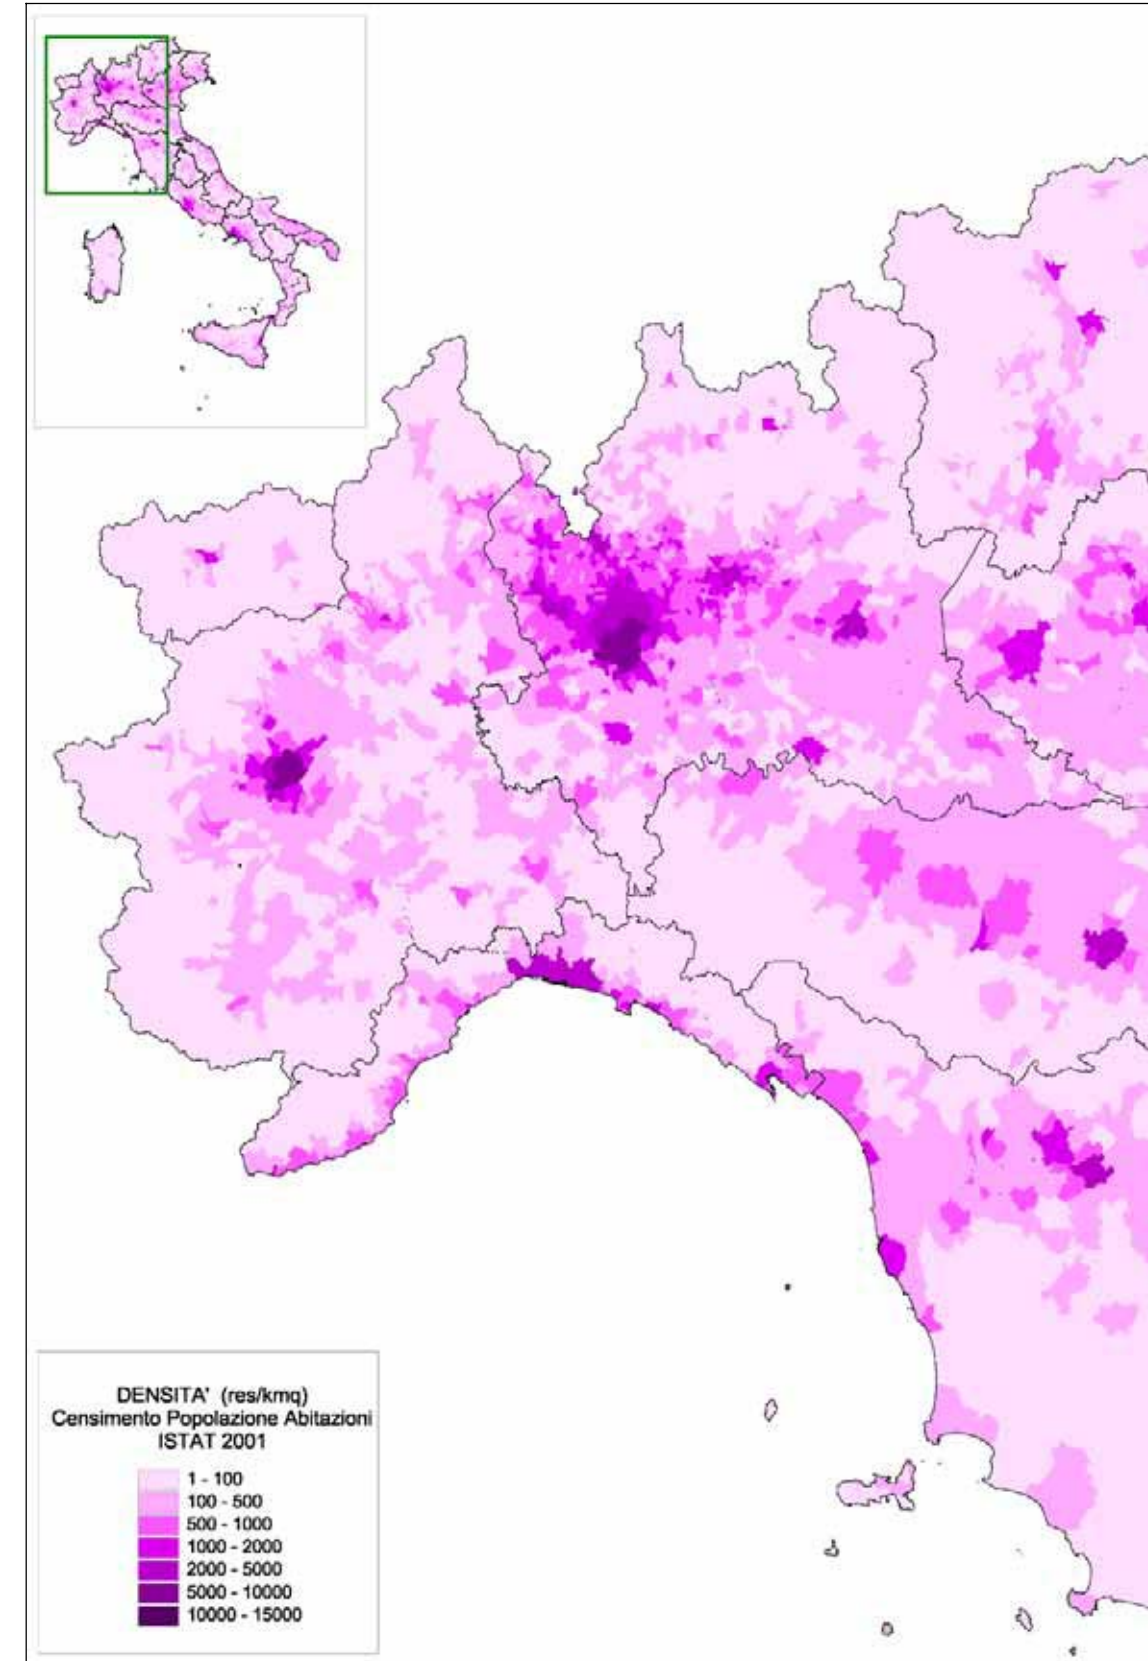 DENSITA' (res/kmq)
Censimento Popolazione Abitazioni
ISTAT 2001
1 - 100
100 - 500
500 - 1000
1000 - 2000
2000 - 5000
5000 - 10000
10000 - 15000